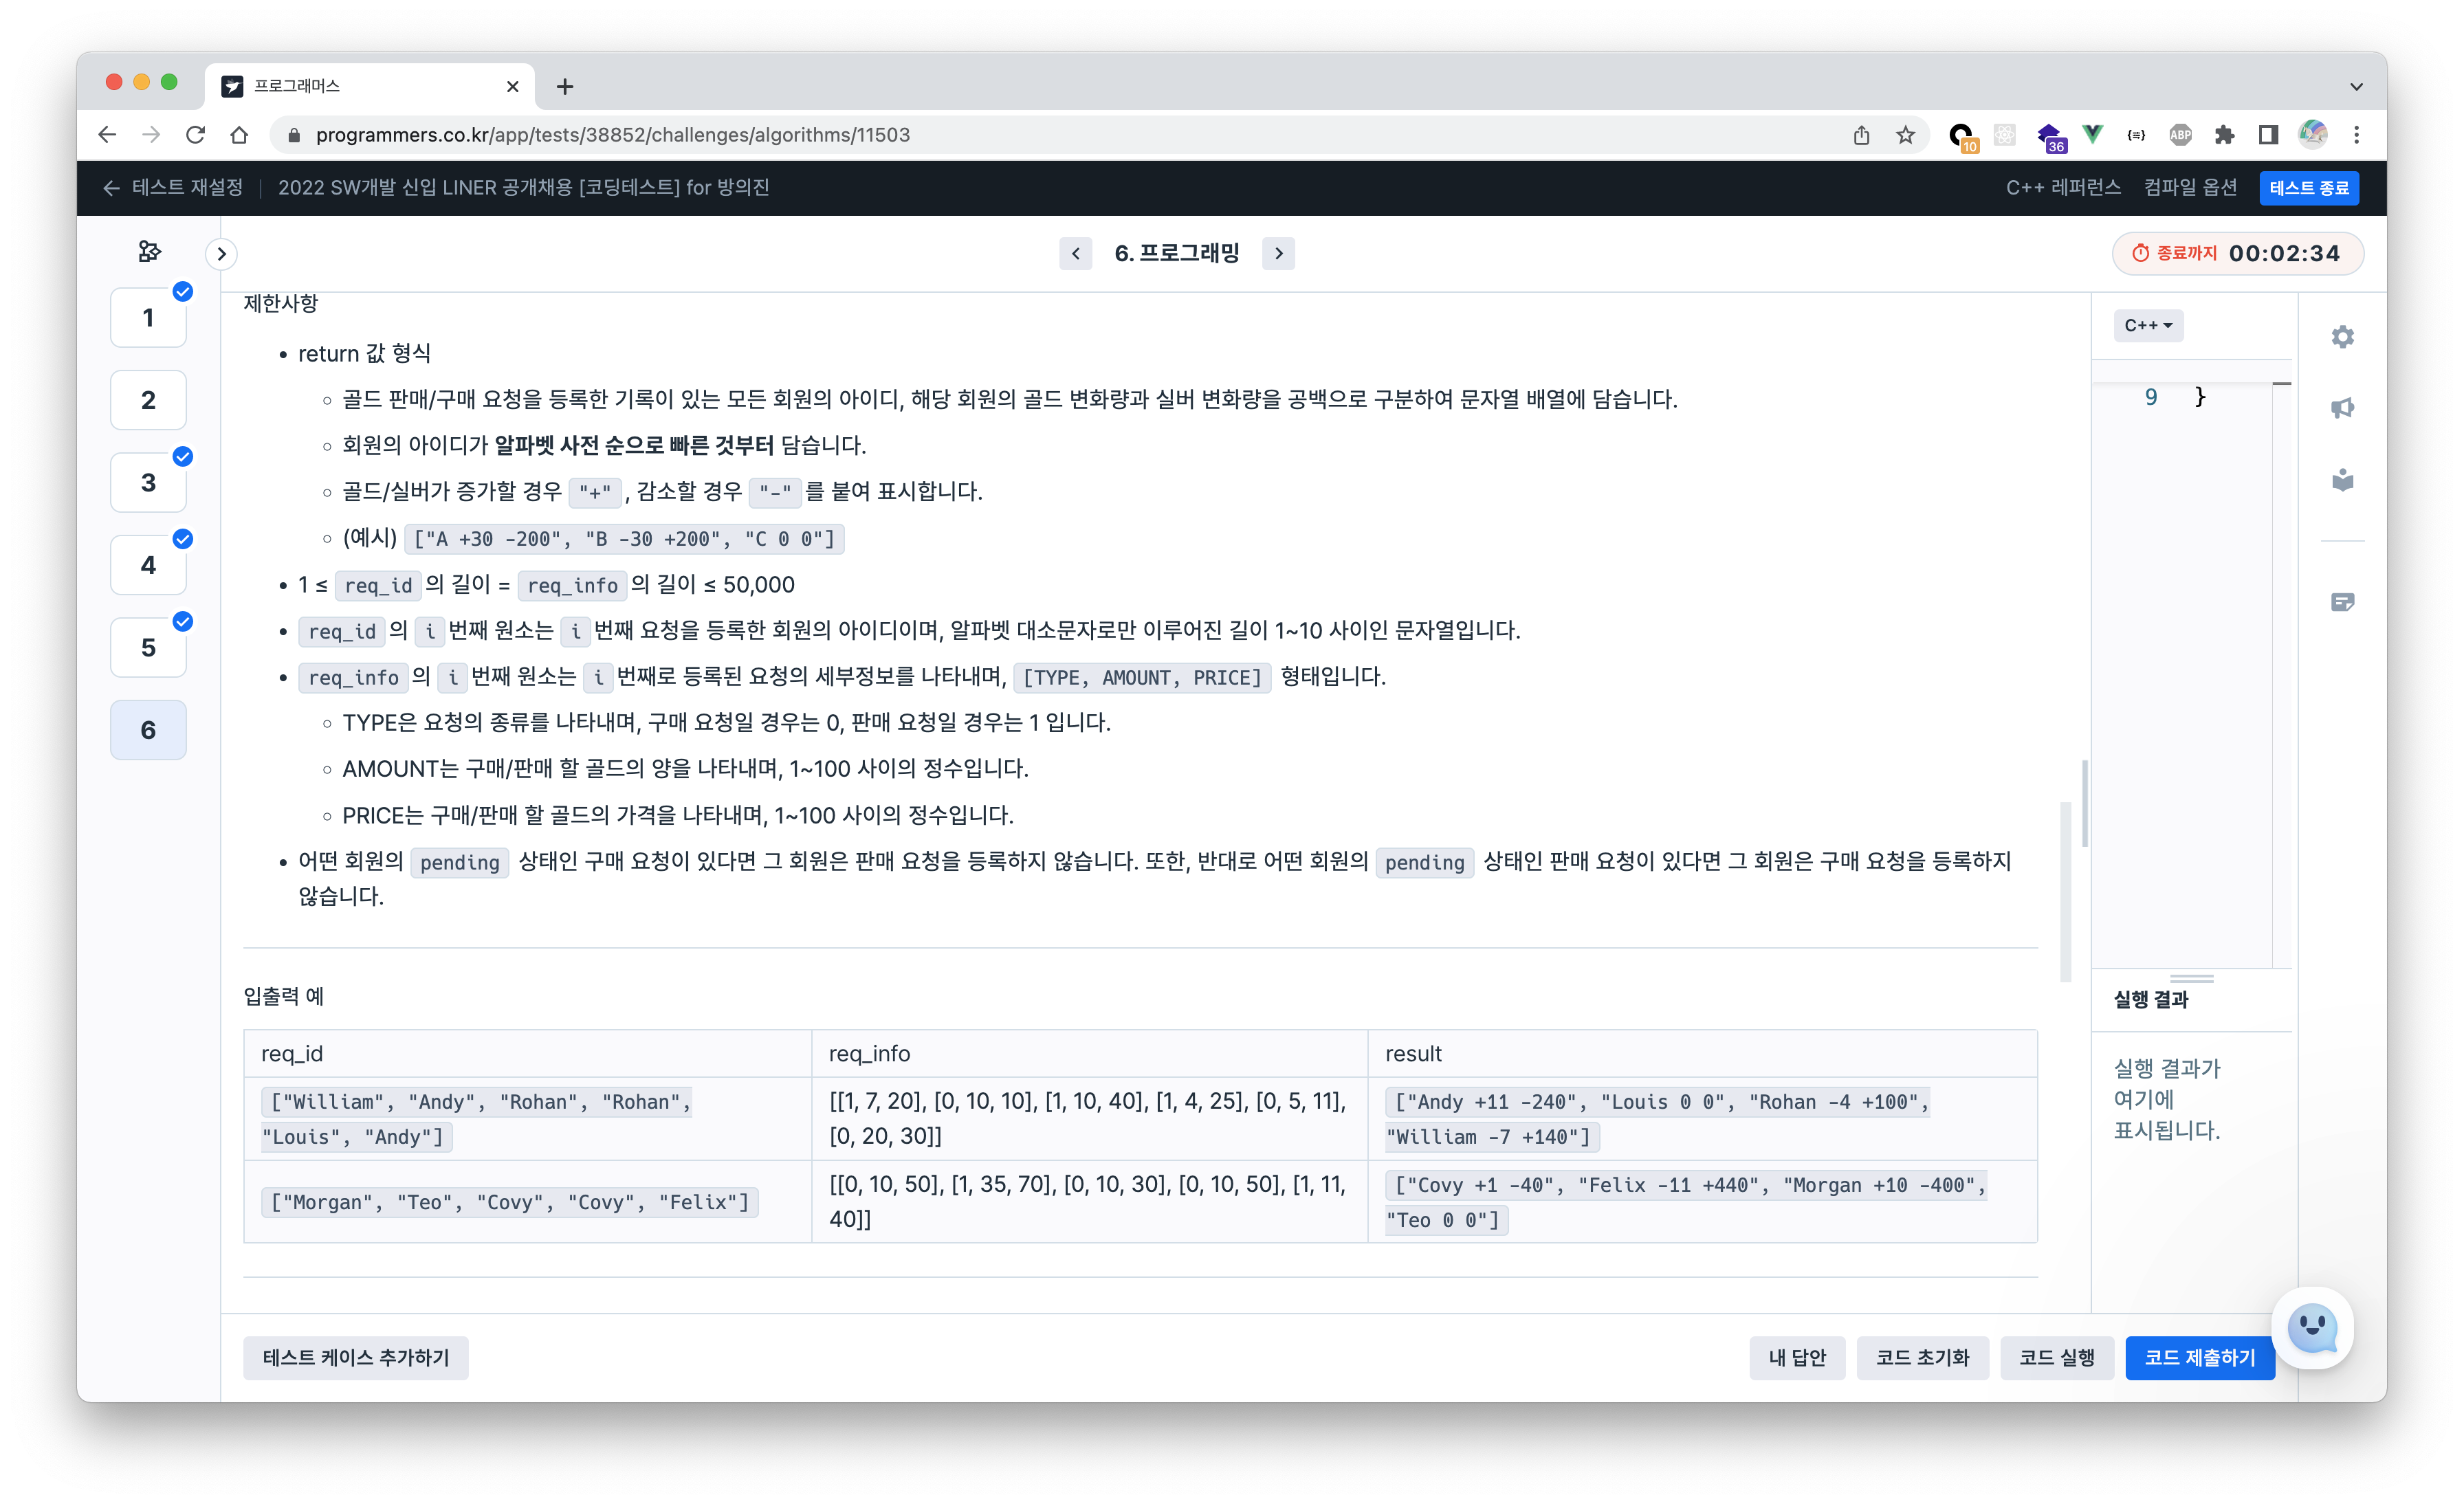 프로그래머스
programmers.co.kr/app/tests/38852/challenges/algorithms/11503
10
36
ABP
테스트 재설정
2022 SW개발 신입 LINER 공개채용 [코딩테스트] for 방의진
C++ 레퍼런스
컴파일 옵션
테스트 종료
6. 프로그래밍
종료까지 00:02:34
1
2
3
4
5
6
제한사항
• return 값 형식
◦ 골드 판매/구매 요청을 등록한 기록이 있는 모든 회원의 아이디, 해당 회원의 골드 변화량과 실버 변화량을 공백으로 구분하여 문자열 배열에 담습니다.
◦ 회원의 아이디가 알파벳 사전 순으로 빠른 것부터 담습니다.
◦ 골드/실버가 증가할 경우 "+" , 감소할 경우 "-" 를 붙여 표시합니다.
◦ (예시) ["A +30 -200", "B -30 +200", "C 0 0"]
• 1 ≤ req_id 의 길이 = req_info 의 길이 ≤ 50,000
• req_id 의 i 번째 원소는 i 번째 요청을 등록한 회원의 아이디이며, 알파벳 대소문자로만 이루어진 길이 1~10 사이인 문자열입니다.
• req_info 의 i 번째 원소는 i 번째로 등록된 요청의 세부정보를 나타내며, [TYPE, AMOUNT, PRICE] 형태입니다.
◦ TYPE은 요청의 종류를 나타내며, 구매 요청일 경우는 0, 판매 요청일 경우는 1 입니다.
◦ AMOUNT는 구매/판매 할 골드의 양을 나타내며, 1~100 사이의 정수입니다.
◦ PRICE는 구매/판매 할 골드의 가격을 나타내며, 1~100 사이의 정수입니다.
• 어떤 회원의 pending 상태인 구매 요청이 있다면 그 회원은 판매 요청을 등록하지 않습니다. 또한, 반대로 어떤 회원의 pending 상태인 판매 요청이 있다면 그 회원은 구매 요청을 등록하지
않습니다.
입출력 예
req_id
req_info
result
["William", "Andy", "Rohan", "Rohan",
"Louis", "Andy"]
[[1, 7, 20], [0, 10, 10], [1, 10, 40], [1, 4, 25], [0, 5, 11],
[0, 20, 30]]
["Andy +11 -240", "Louis 0 0", "Rohan -4 +100",
"William -7 +140"]
["Morgan", "Teo", "Covy", "Covy", "Felix"]
[[0, 10, 50], [1, 35, 70], [0, 10, 30], [0, 10, 50], [1, 11,
40]]
["Covy +1 -40", "Felix -11 +440", "Morgan +10 -400",
"Teo 0 0"]
C++
9 }
실행 결과
실행 결과가
여기에
표시됩니다.
테스트 케이스 추가하기
내 답안
코드 초기화
코드 실행
코드 제출하기